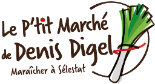 Le P'tit Marché
de Denis Digel
Maraîcher à Sélestat